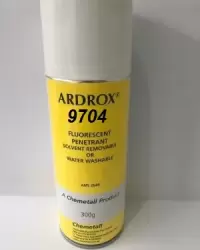 ARDROX®
9704
FLUORESCENT
PENETRANT
SOLVENT REMOVABLE
OR
WATER WASHABLE
A Chemetall Product
300g
Chemetall